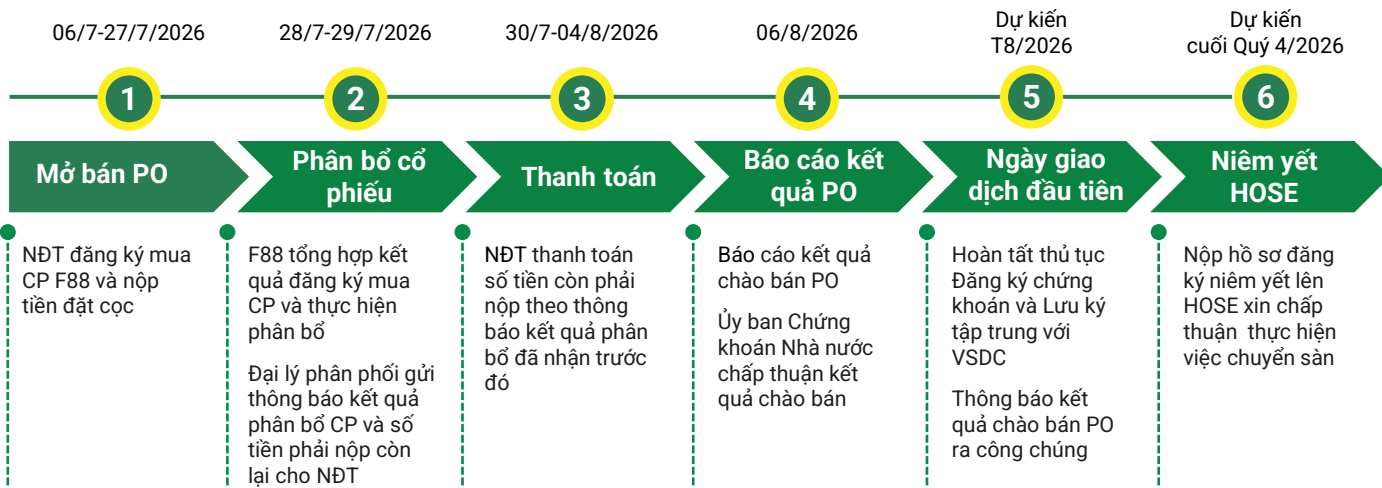 06/7-27/7/2026
28/7-29/7/2026
30/7-04/8/2026
06/8/2026
Dự kiến
T8/2026
Dự kiến
cuối Quý 4/2026
1
2
3
4
5
6
Mở bán PO
Phân bổ cổ
phiếu
Thanh toán
Báo cáo kết
quả PO
Ngày giao
dịch đầu tiên
Niêm yết
HOSE
NĐT đăng ký mua
CP F88 và nộp
tiền đặt cọc
F88 tổng hợp kết
quả đăng ký mua
CP và thực hiện
phân bổ
Đại lý phân phối gửi
thông báo kết quả
phân bổ CP và số
tiền phải nộp còn
lại cho NĐT
NĐT thanh toán
số tiền còn phải
nộp theo thông
báo kết quả phân
bổ đã nhận trước
đó
Báo cáo kết quả
chào bán PO
Ủy ban Chứng
khoán Nhà nước
chấp thuận kết
quả chào bán
Hoàn tất thủ tục
Đăng ký chứng
khoán và Lưu ký
tập trung với
VSDC
Thông báo kết
quả chào bán PO
ra công chúng
Nộp hồ sơ đăng
ký niêm yết lên
HOSE xin chấp
thuận thực hiện
việc chuyển sàn